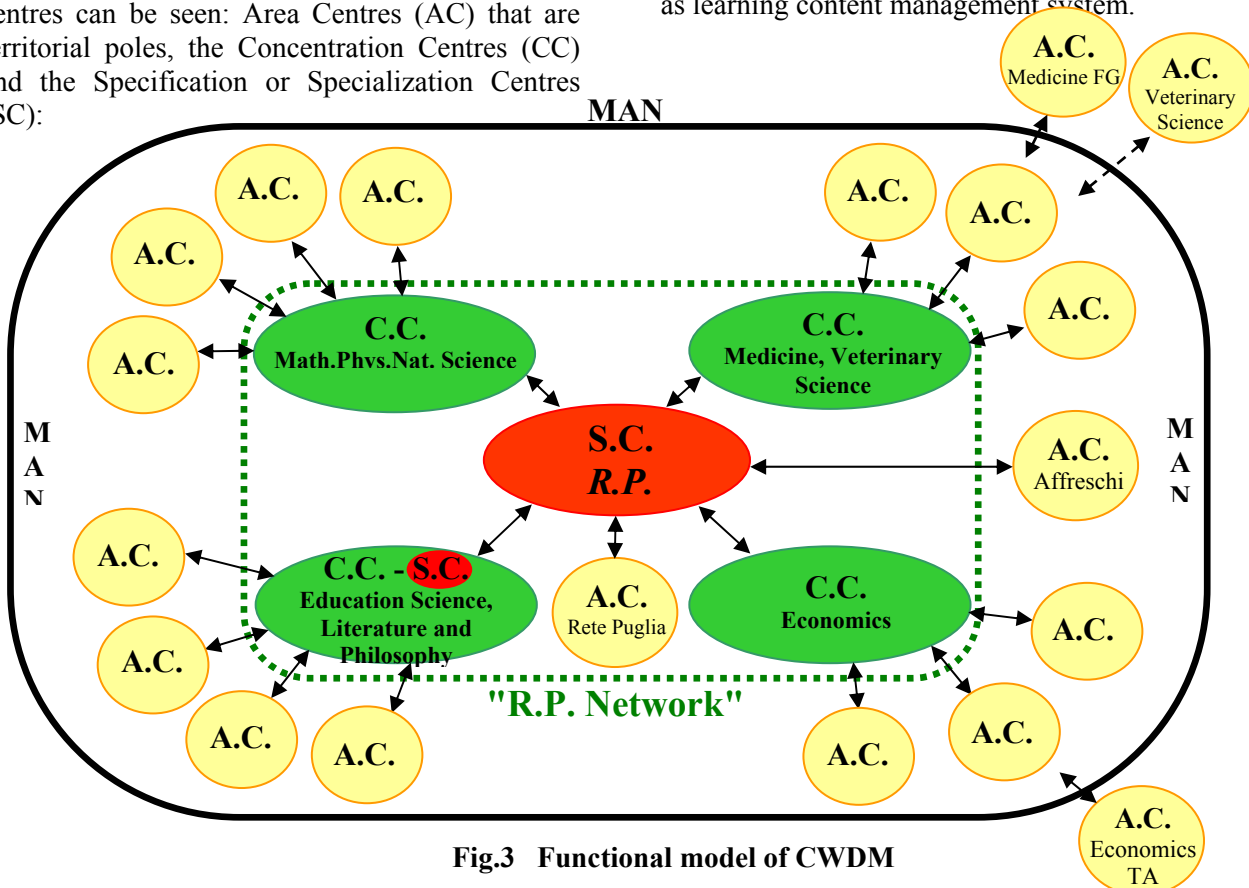 entres can be seen: Area Centres (AC) that are
erritorial poles, the Concentration Centres (CC)
nd the Specification or Specialization Centres
SC):
as learning content management system.
MAN
A.C.
Medicine FG
A.C.
Veterinary
Science
A.C.
A.C.
A.C.
A.C.
A.C.
A.C.
A.C.
C.C.
Math.Phys.Nat. Science
C.C.
Medicine, Veterinary
Science
A.C.
M
A
N
S.C.
R.P.
A.C.
Affreschi
M
A
N
A.C.
C.C. - S.C.
Education Science,
Literature and
Philosophy
A.C.
Rete Puglia
C.C.
Economics
A.C.
A.C.
A.C.
A.C.
"R.P. Network"
A.C.
A.C.
A.C.
Economics
TA
Fig.3 Functional model of CWDM